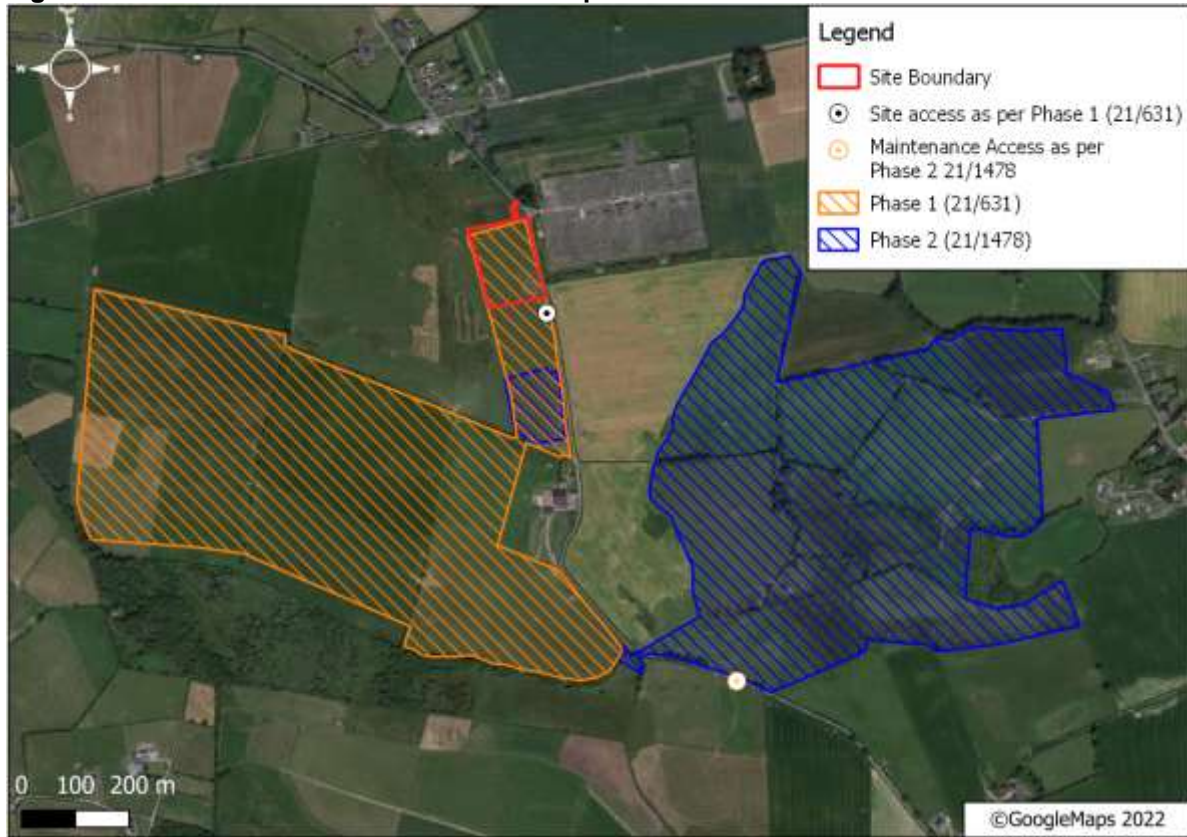 Legend
Site Boundary
Site access as per Phase 1 (21/631)
Maintenance Access as per
Phase 2 21/1478
Phase 1 (21/631)
Phase 2 (21/1478)
W
E
S
0 100 200 m
©GoogleMaps 2022